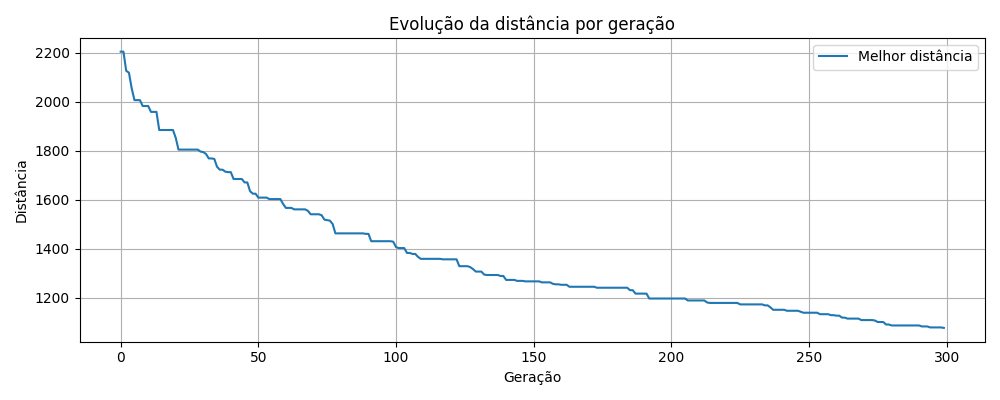 Evolução da distância por geração
Melhor distância
Distância
2200
2000
1800
1600
1400
1200
0 50 100 150 200 250 300
Geração